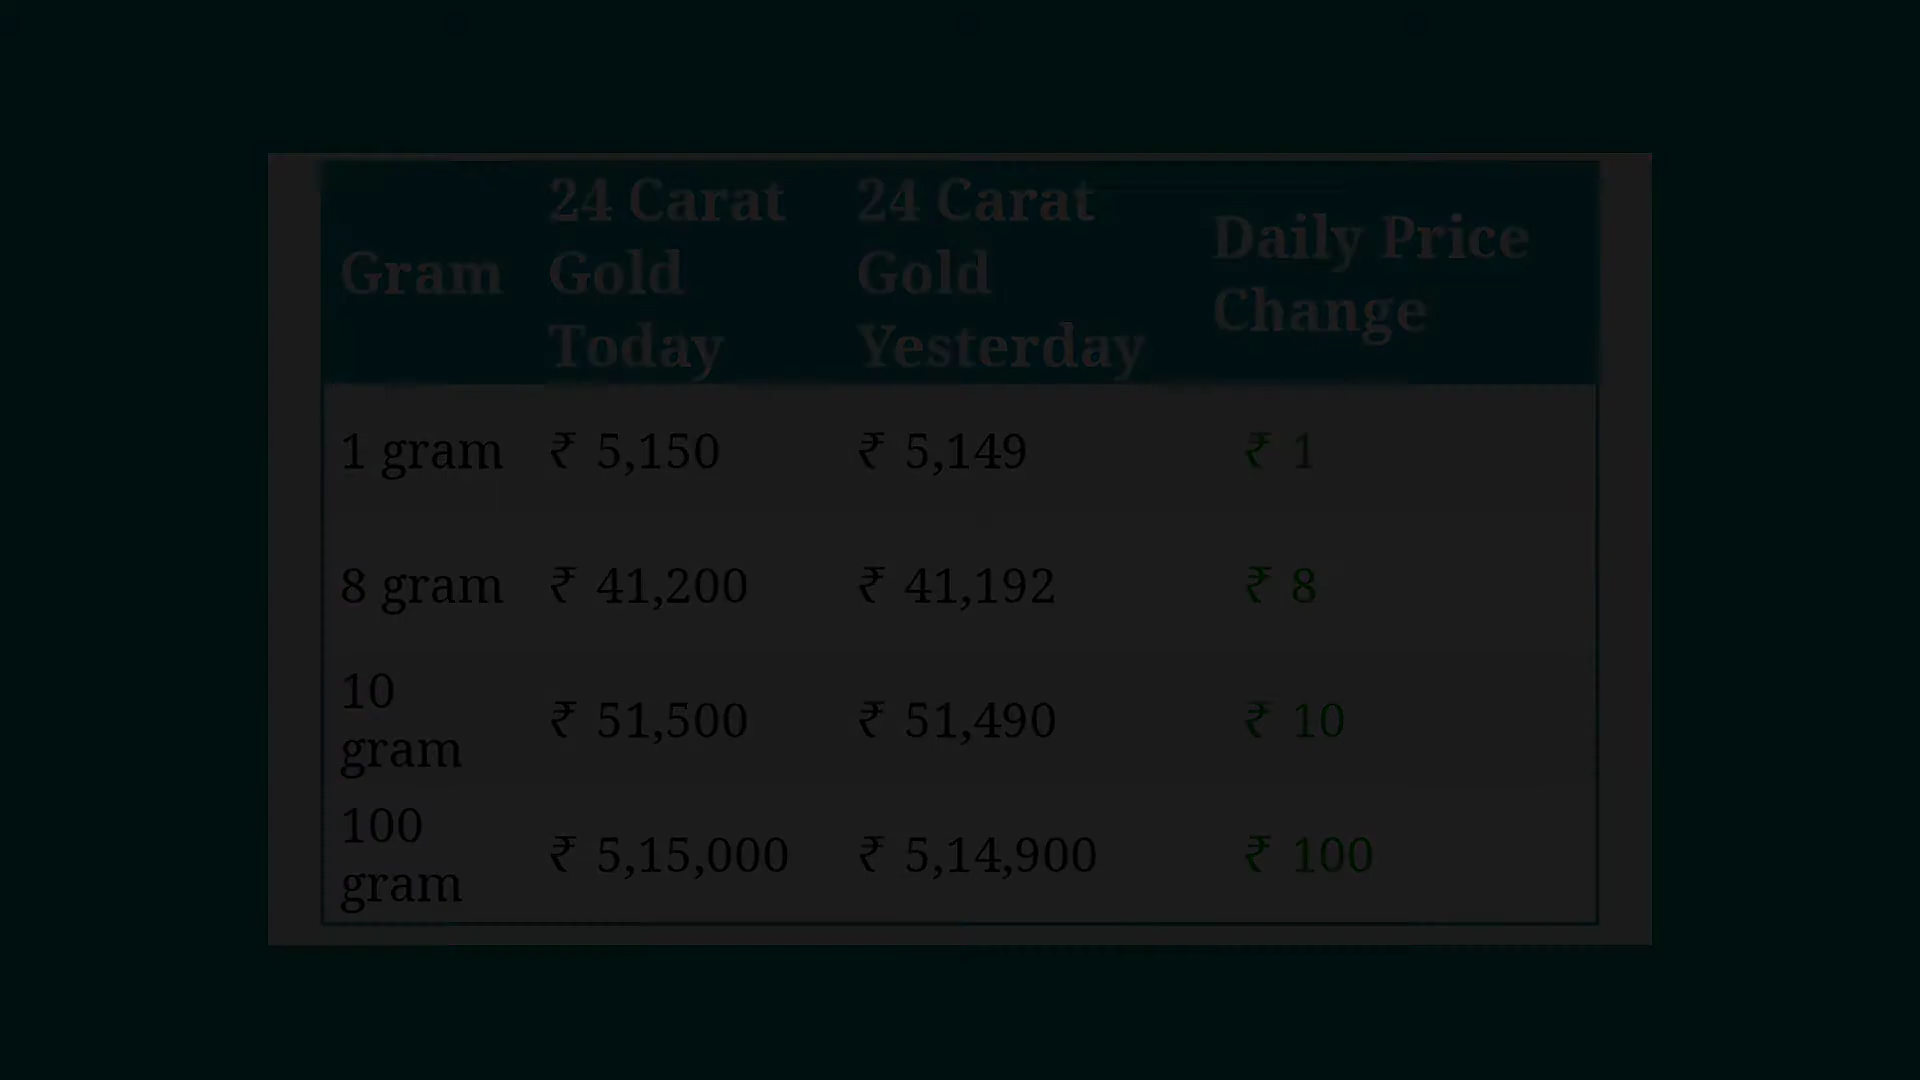 Gram
24 Carat
Gold
Today
24 Carat
Gold
Yesterday
Daily Price
Change
1 gram ₹ 5,150 ₹ 5,149 ₹ 1
8 gram ₹ 41,200 ₹ 41,192 ₹ 8
10
gram ₹ 51,500 ₹ 51,490 ₹ 10
100
gram ₹ 5,15,000 ₹ 5,14,900 ₹ 100